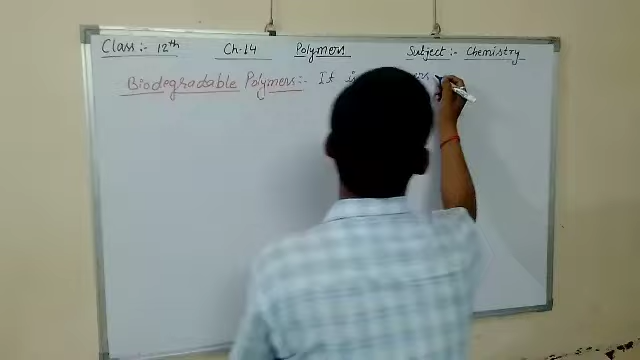 Class :- 12th Ch-14 Polymers Subject :- Chemistry
Biodegradable Polymers :- It